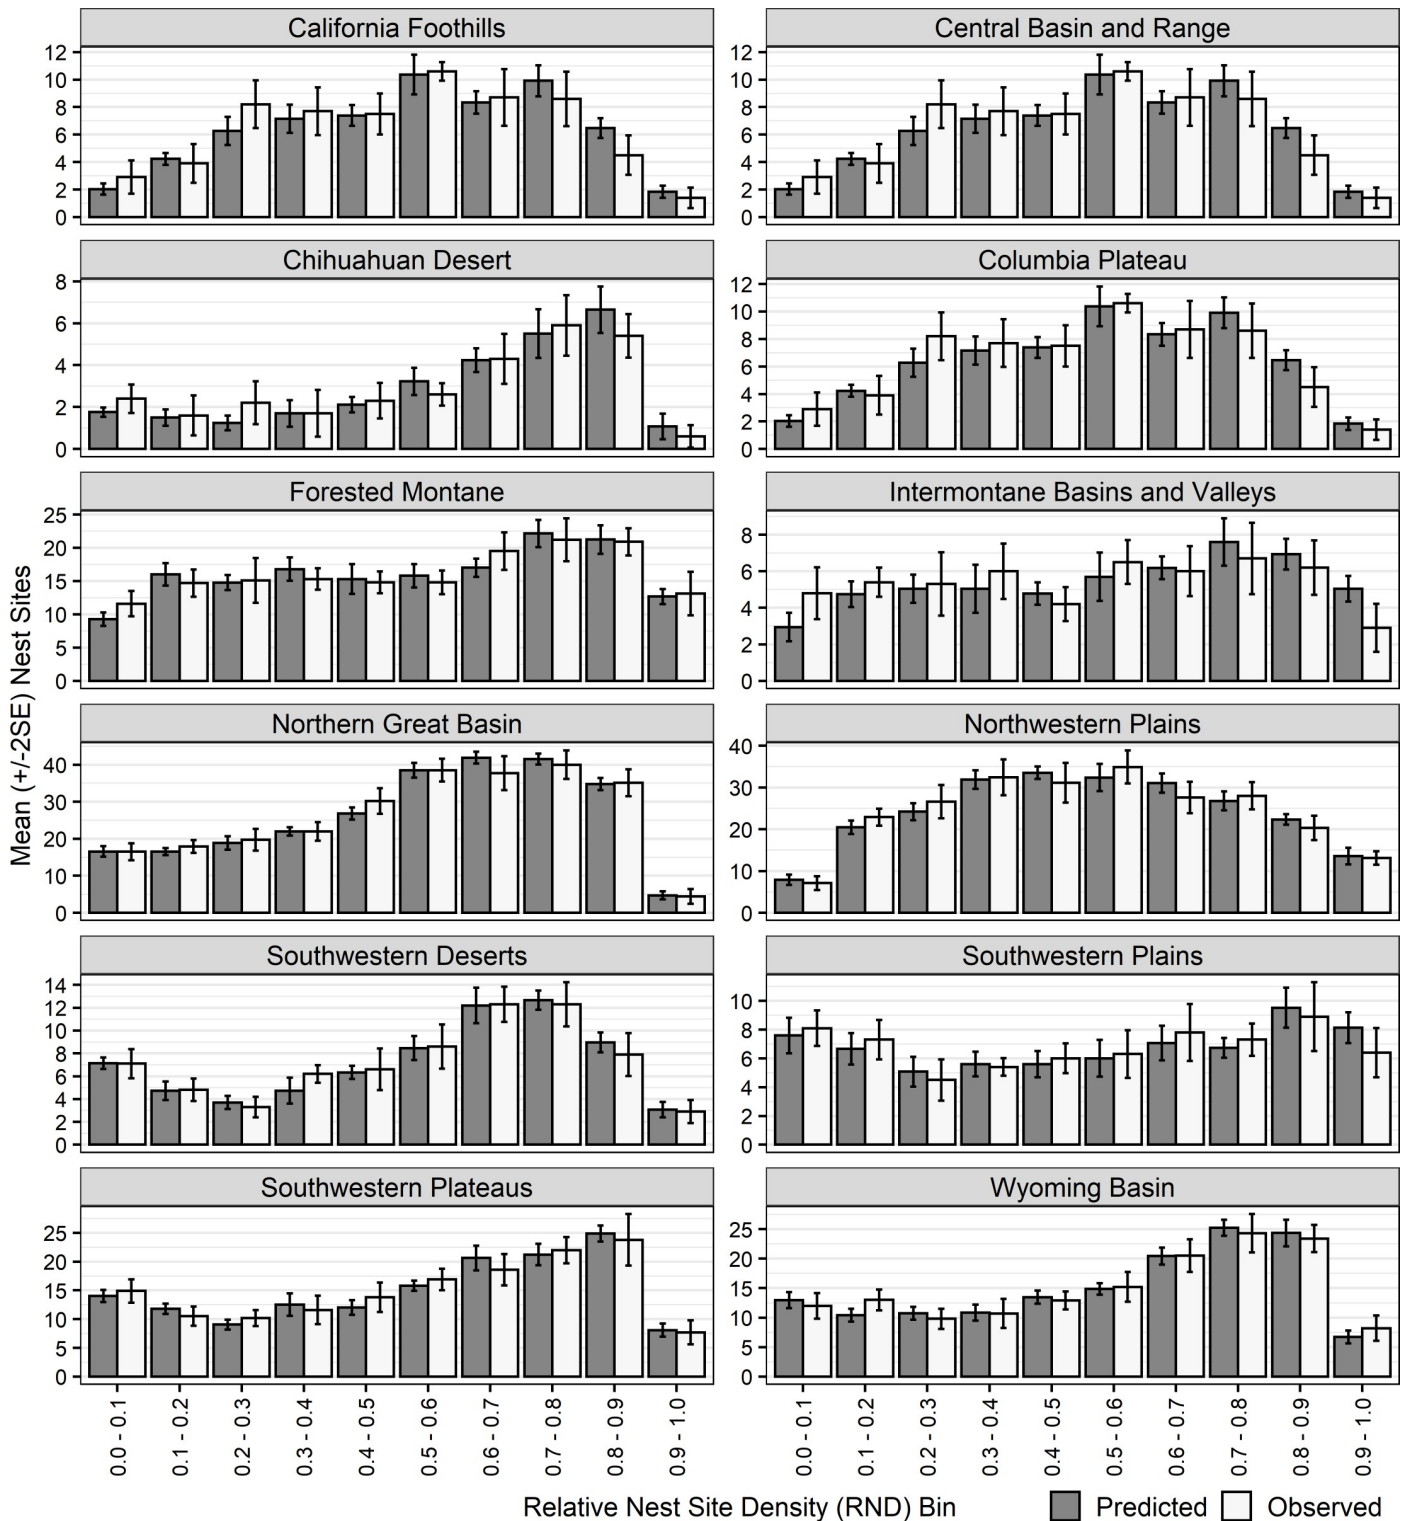 California Foothills
Central Basin and Range
12
10
8
6
4
2
0
12
10
8
6
4
2
0
Chihuahuan Desert
Columbia Plateau
8
6
4
2
0
12
10
8
6
4
2
0
Forested Montane
Intermontane Basins and Valleys
25
20
15
10
5
0
8
6
4
2
0
Mean (+/-2SE) Nest Sites
Northern Great Basin
Northwestern Plains
40
30
20
10
0
40
30
20
10
0
Southwestern Deserts
Southwestern Plains
14
12
10
8
6
4
2
0
10
8
6
4
2
0
Southwestern Plateaus
Wyoming Basin
25
20
15
10
5
0
25
20
15
10
5
0
0.0 - 0.1
0.1 - 0.2
0.2 - 0.3
0.3 - 0.4
0.4 - 0.5
0.5 - 0.6
0.6 - 0.7
0.7 - 0.8
0.8 - 0.9
0.9 - 1.0
0.0 - 0.1
0.1 - 0.2
0.2 - 0.3
0.3 - 0.4
0.4 - 0.5
0.5 - 0.6
0.6 - 0.7
0.7 - 0.8
0.8 - 0.9
0.9 - 1.0
Relative Nest Site Density (RND) Bin
Predicted
Observed